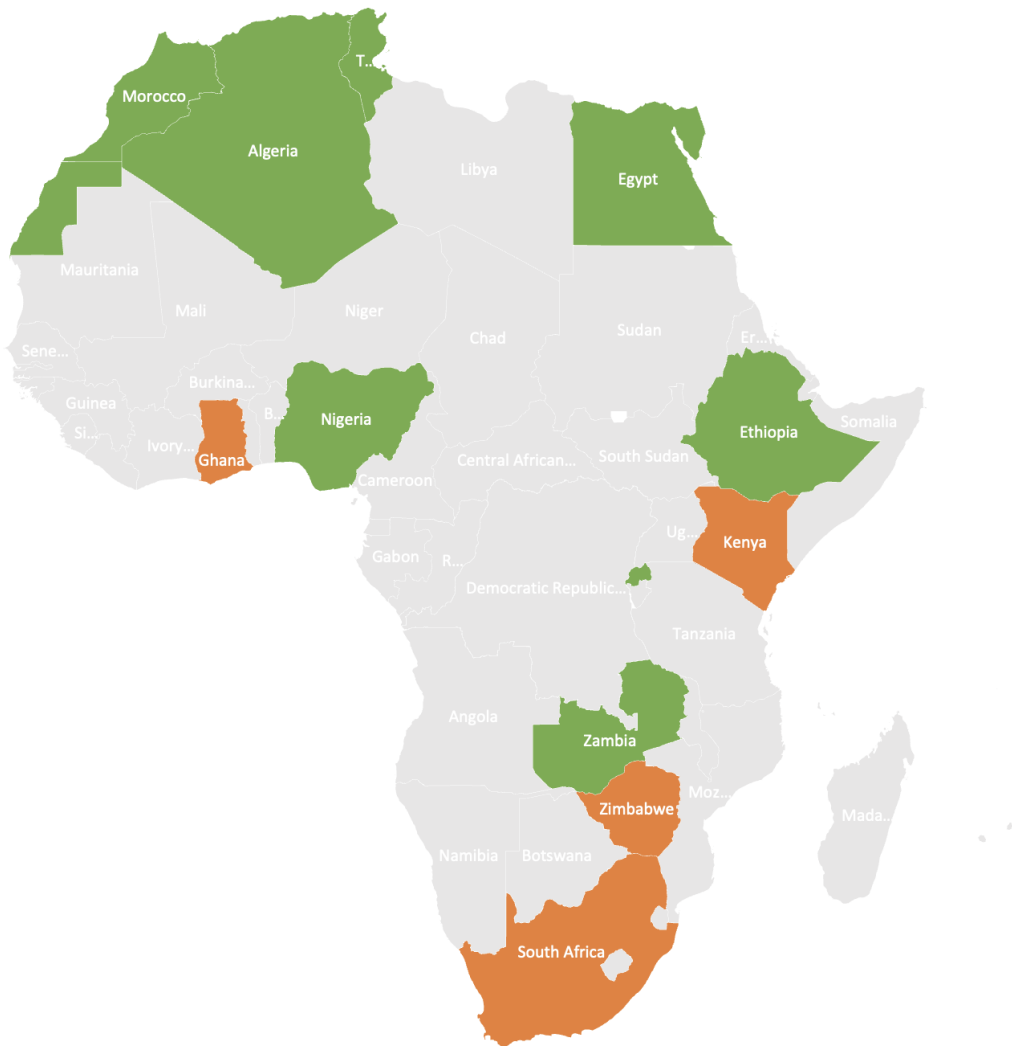 T...
Morocco
Algeria
Libya
Egypt
Mauritania
Mali
Niger
Chad
Sudan
Er...
Sene...
Burkina...
Guinea
B...
Nigeria
Si...
Ivory...
Ghana
Ethiopia
Somalia
Central African...
South Sudan
Cameroon
Ug...
Kenya
Gabon
R...
Democratic Republic...
Tanzania
Angola
Zambia
Moz...
Zimbabwe
Mada...
Namibia
Botswana
South Africa